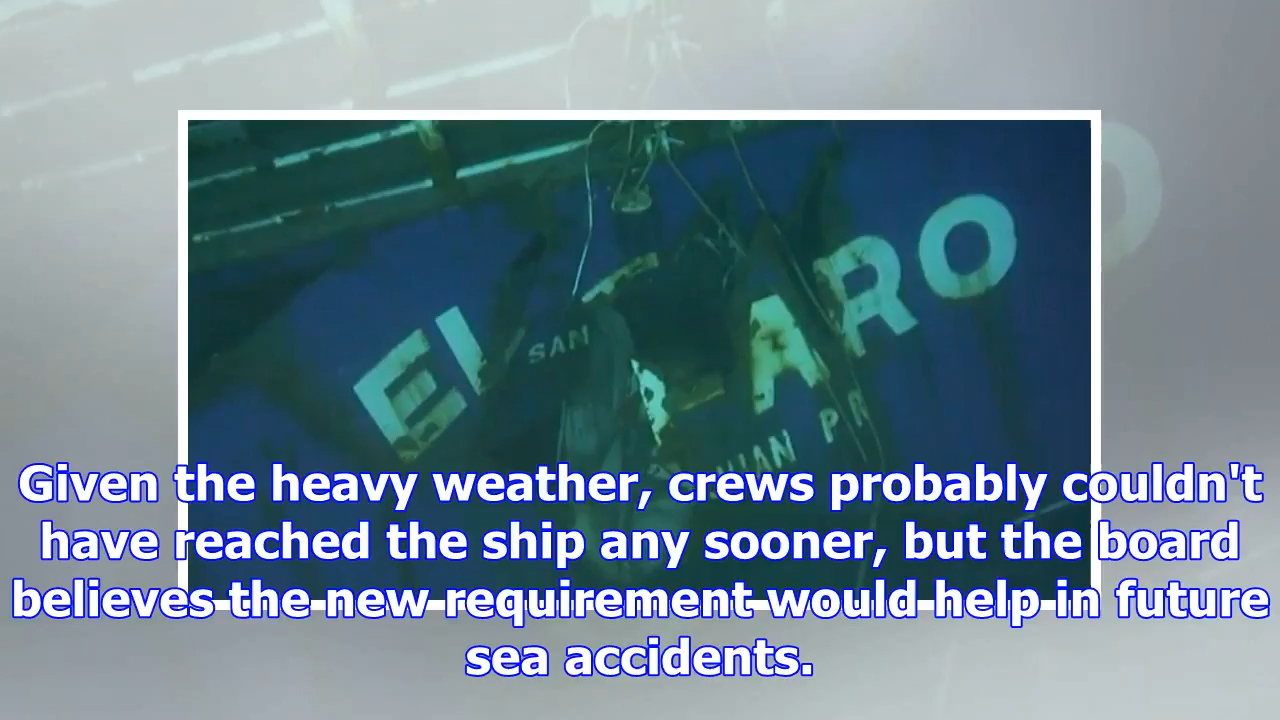 EL ARO
SAN
JUAN PR
Given the heavy weather, crews probably couldn't
have reached the ship any sooner, but the board
believes the new requirement would help in future
sea accidents.